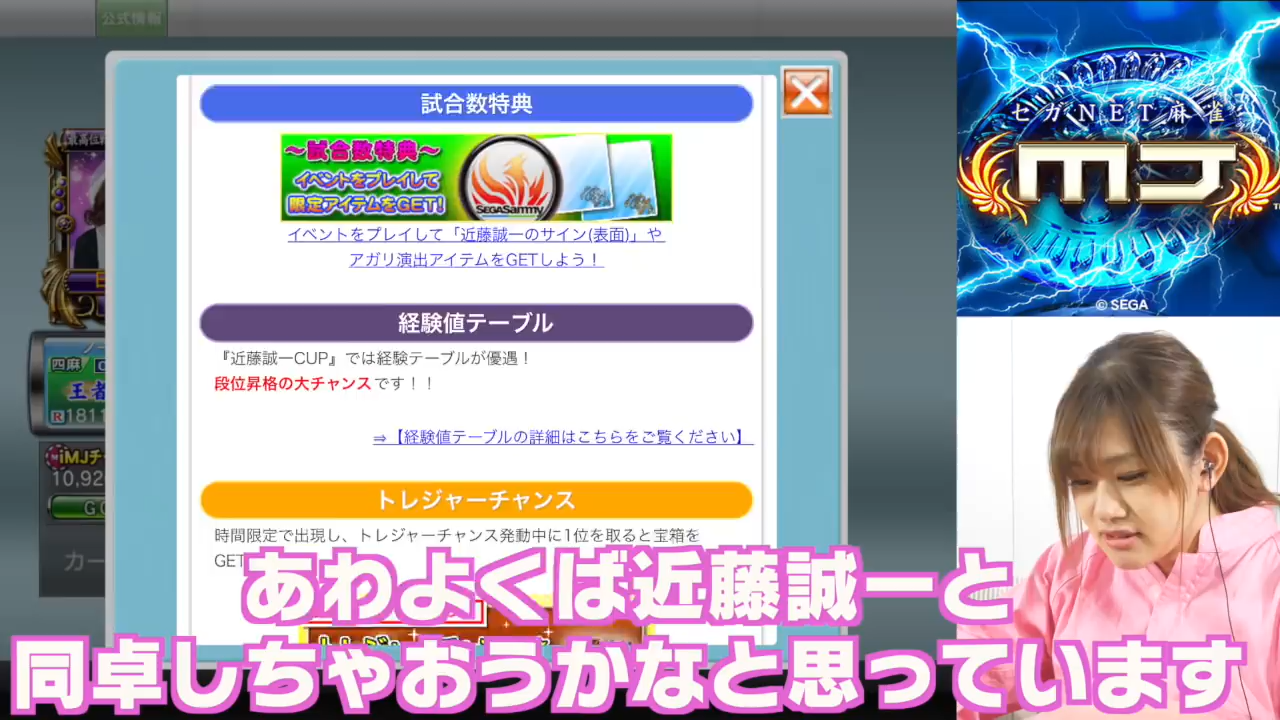 公式情報
試合数特典
～試合数特典～
イベントをプレイして
限定アイテムをGET!
SEGASammy
イベントをプレイして「近藤誠一のサイン(表面)」や
アガリ演出アイテムをGETしよう！
経験値テーブル
『近藤誠一CUP』では経験テーブルが優遇！
段位昇格の大チャンスです！！
⇒【経験値テーブルの詳細はこちらをご覧ください】
トレジャーチャンス
時間限定で出現し、トレジャーチャンス発動中に1位を取ると宝箱を
GET
最高位
四麻
王者
R1811
iMJチ
10,92
GO
カー
セガNET麻雀
MJ
©SEGA
あわよくば近藤誠一と
同卓しちゃおうかなと思っています